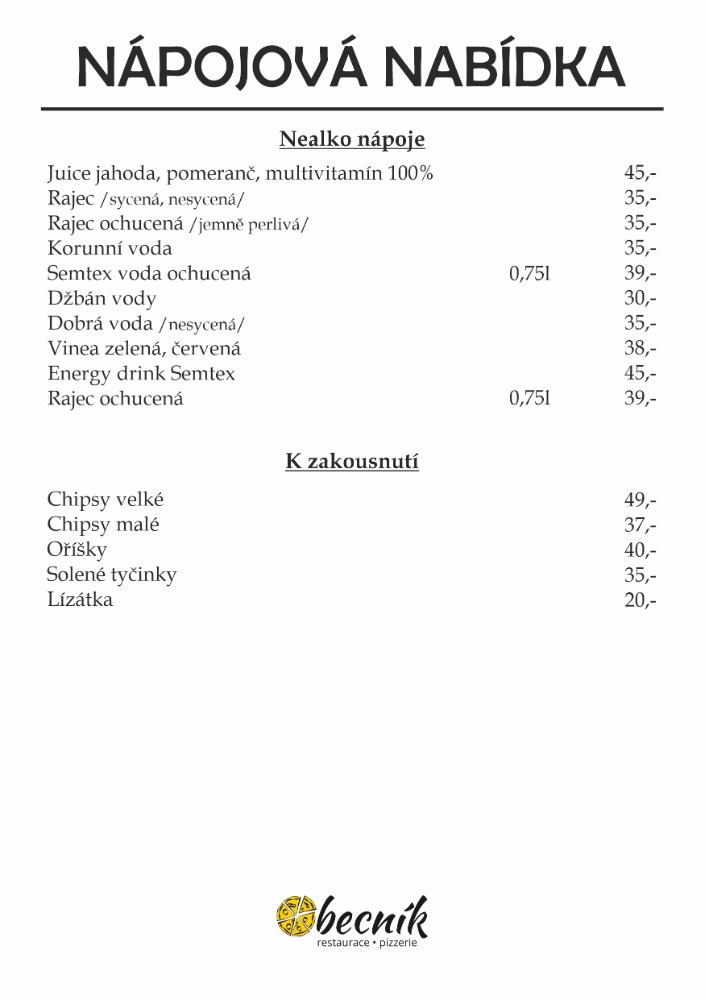 NÁPOJOVÁ NABÍDKA
Nealko nápoje
Juice jahoda, pomeranč, multivitamín 100% 45,-
Rajec /sycená, nesycená/ 35,-
Rajec ochucená /jemně perlivá/ 35,-
Korunní voda 35,-
Semtex voda ochucená 0,75l 39,-
Džbán vody 30,-
Dobrá voda /nesycená/ 35,-
Vinea zelená, červená 38,-
Energy drink Semtex 45,-
Rajec ochucená 0,75l 39,-
K zakousnutí
Chipsy velké 49,-
Chipsy malé 37,-
Oříšky 40,-
Solené tyčinky 35,-
Lízátka 20,-
Obecník
restaurace • pizzerie